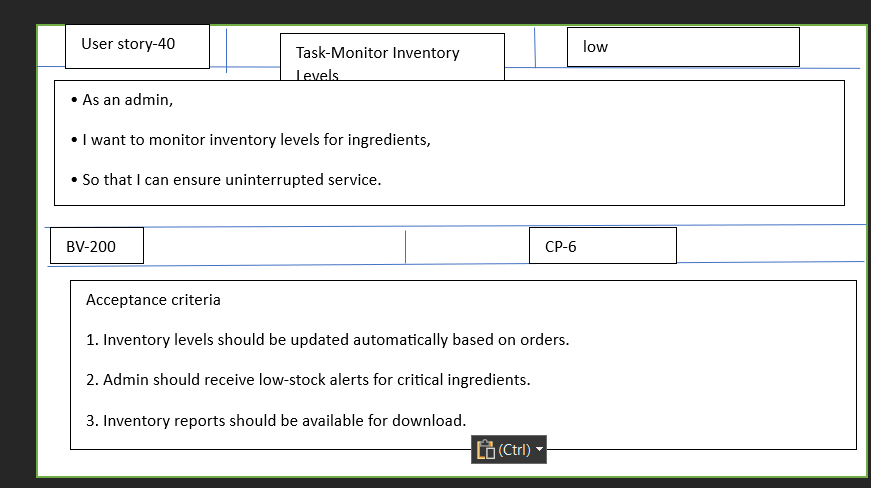 User story-40
Task-Monitor Inventory
Levels
low
• As an admin,
• I want to monitor inventory levels for ingredients,
• So that I can ensure uninterrupted service.
BV-200
CP-6
Acceptance criteria
1. Inventory levels should be updated automatically based on orders.
2. Admin should receive low-stock alerts for critical ingredients.
3. Inventory reports should be available for download.
(Ctrl)